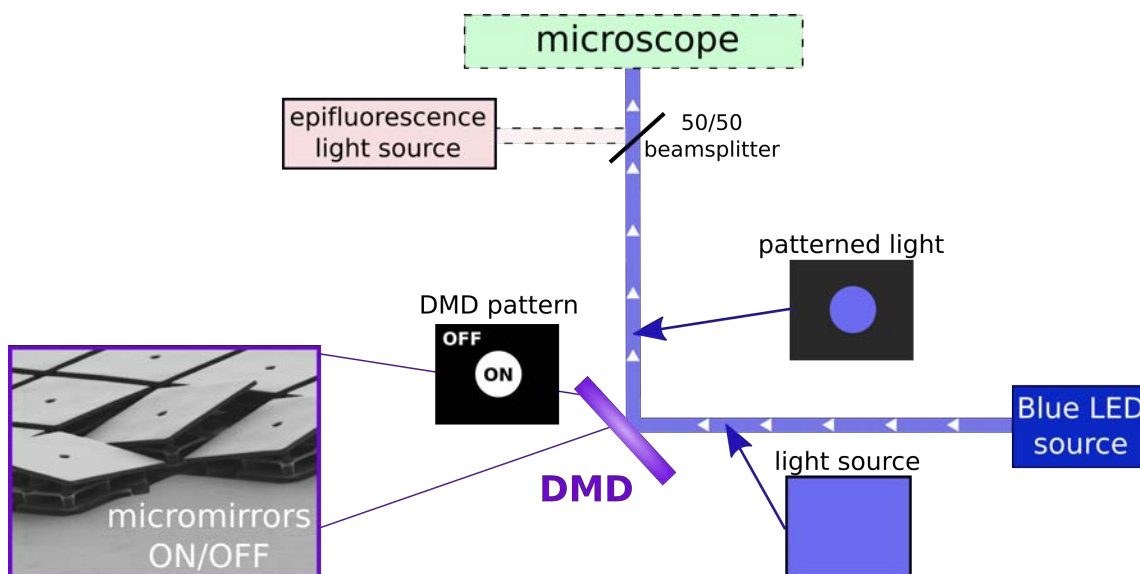 microscope
epifluorescence
light source
50/50
beamsplitter
patterned light
DMD pattern
OFF
ON
Blue LED
source
light source
DMD
micromirrors
ON/OFF